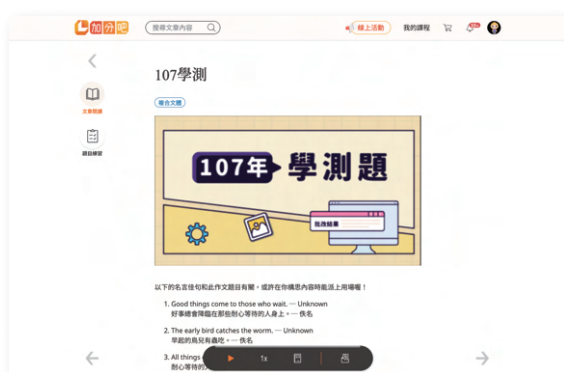 加分吧
搜尋文章內容
線上活動
我的課程
107學測
複合文體
文章閱讀
題目練習
107年 學測題
批改結果
以下的名言佳句和此作文題目有關，或許在你構思內容時能派上用場喔！
1. Good things come to those who wait. — Unknown
好事總會降臨在那些耐心等待的人身上。— 佚名
2. The early bird catches the worm. — Unknown
早起的鳥兒有蟲吃。— 佚名
3. All things
耐心等待的
1x